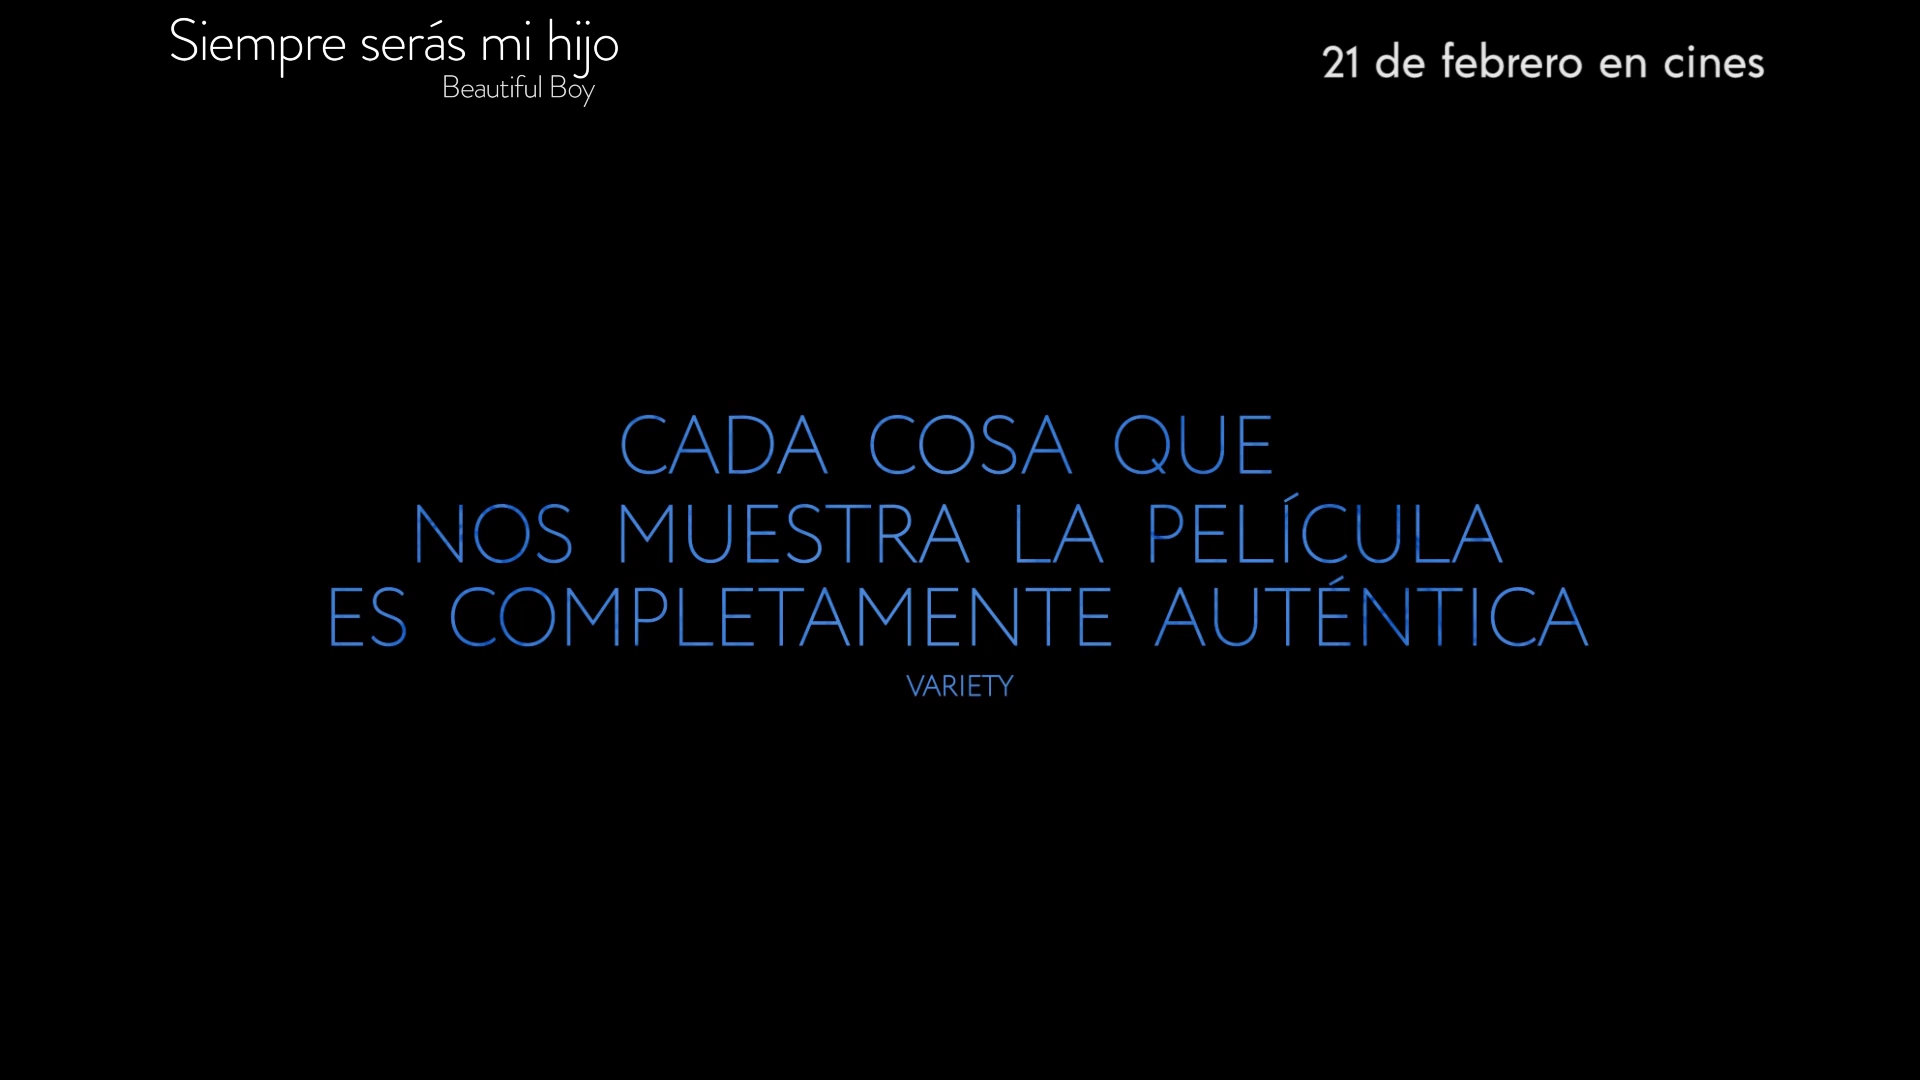 Siempre serás mi hijo
Beautiful Boy
21 de febrero en cines
CADA COSA QUE
NOS MUESTRA LA PELÍCULA
ES COMPLETAMENTE AUTÉNTICA
VARIETY